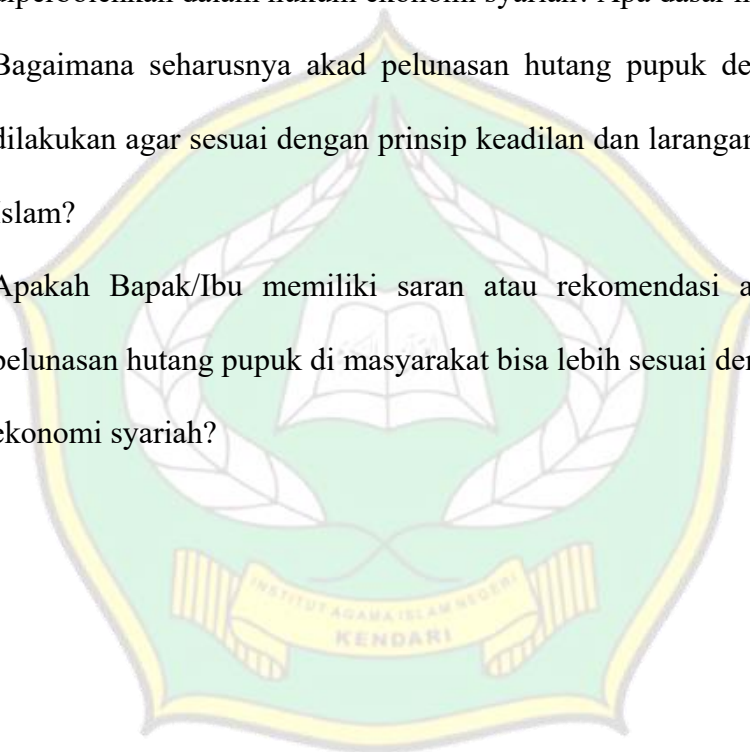 diperbolehkan dalam hukum ekonomi syariah? Apa dasar
Bagaimana seharusnya akad pelunasan hutang pupuk de
dilakukan agar sesuai dengan prinsip keadilan dan larangan
Islam?
Apakah Bapak/Ibu memiliki saran atau rekomendasi a
pelunasan hutang pupuk di masyarakat bisa lebih sesuai de
ekonomi syariah?
INSTITUT AGAMA ISLAM NEGERI
KENDARI